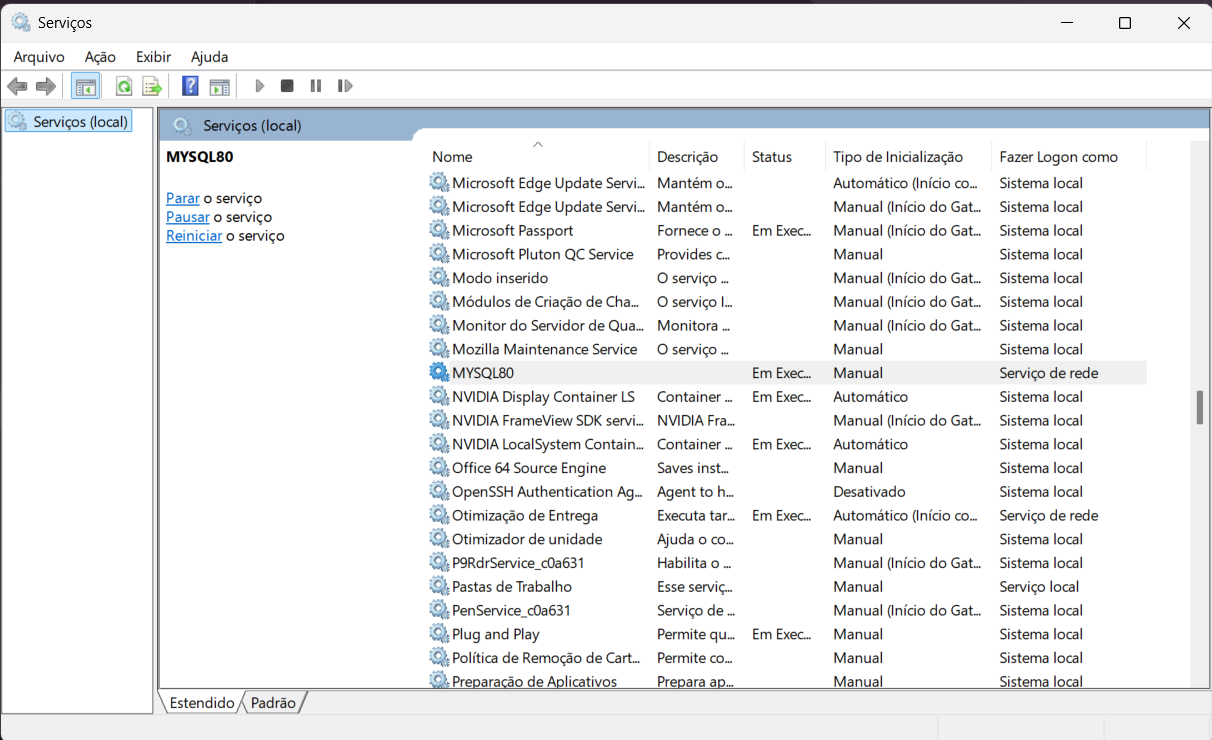 Serviços
Arquivo Ação Exibir Ajuda
Serviços (local)
Serviços (local)
MYSQL80
Parar o serviço
Pausar o serviço
Reiniciar o serviço
Nome Descrição Status Tipo de Inicialização Fazer Logon como
Microsoft Edge Update Servi... Mantém o... Automático (Início co... Sistema local
Microsoft Edge Update Servi... Mantém o... Manual (Início do Gat... Sistema local
Microsoft Passport Fornece o ... Em Exec... Manual (Início do Gat... Sistema local
Microsoft Pluton QC Service Provides c... Manual Sistema local
Modo inserido O serviço ... Manual (Início do Gat... Sistema local
Módulos de Criação de Cha... O serviço I... Manual (Início do Gat... Sistema local
Monitor do Servidor de Qua... Monitora ... Manual (Início do Gat... Sistema local
Mozilla Maintenance Service O serviço ... Manual Sistema local
MYSQL80 Em Exec... Manual Serviço de rede
NVIDIA Display Container LS Container ... Em Exec... Automático Sistema local
NVIDIA FrameView SDK servi... NVIDIA Fra... Manual (Início do Gat... Sistema local
NVIDIA LocalSystem Contain... Container ... Em Exec... Automático Sistema local
Office 64 Source Engine Saves inst... Manual Sistema local
OpenSSH Authentication Ag... Agent to h... Desativado Sistema local
Otimização de Entrega Executa tar... Em Exec... Automático (Início co... Serviço de rede
Otimizador de unidade Ajuda o co... Manual Sistema local
P9RdrService_c0a631 Habilita o ... Manual (Início do Gat... Sistema local
Pastas de Trabalho Esse serviç... Manual Serviço local
PenService_c0a631 Serviço de ... Manual (Início do Gat... Sistema local
Plug and Play Permite qu... Em Exec... Manual Sistema local
Política de Remoção de Cart... Permite co... Manual Sistema local
Preparação de Aplicativos Prepara ap... Manual Sistema local
Estendido Padrão